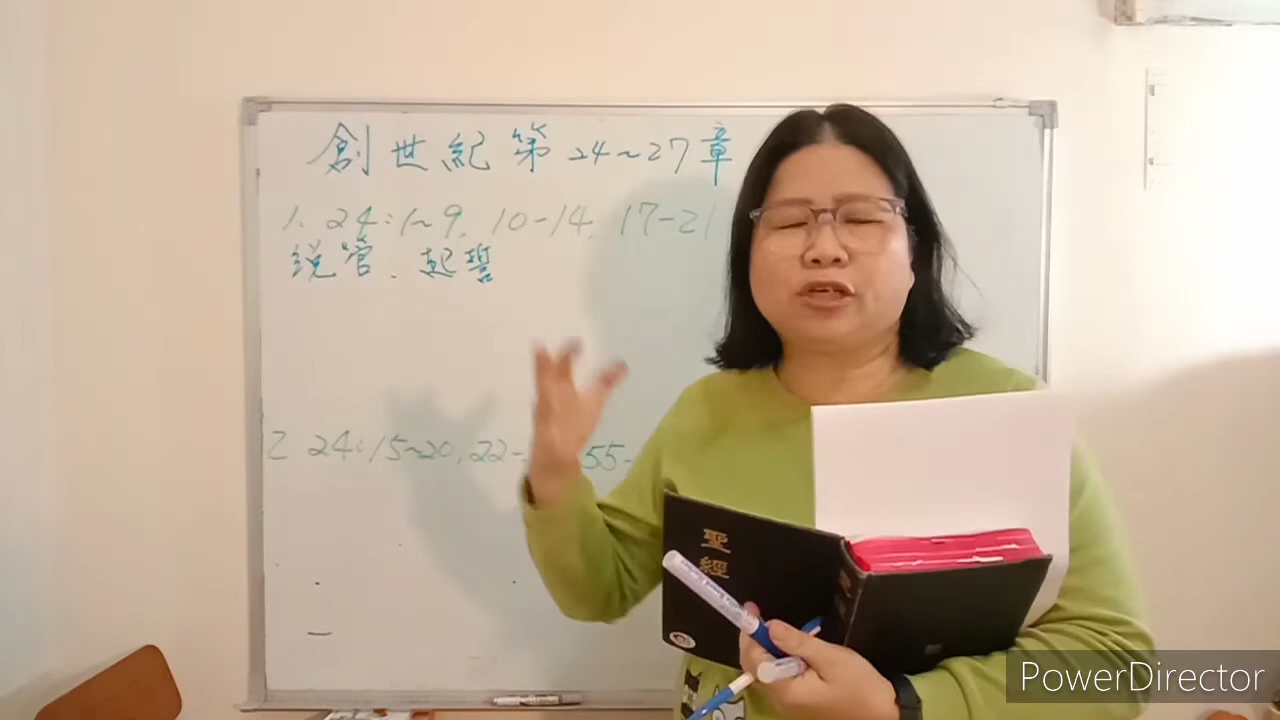 創世紀第24~27章
1. 24:1~9, 10-14, 17-21
總管、起誓
2 24:15~20, 22- 55-
聖
經
PowerDirector